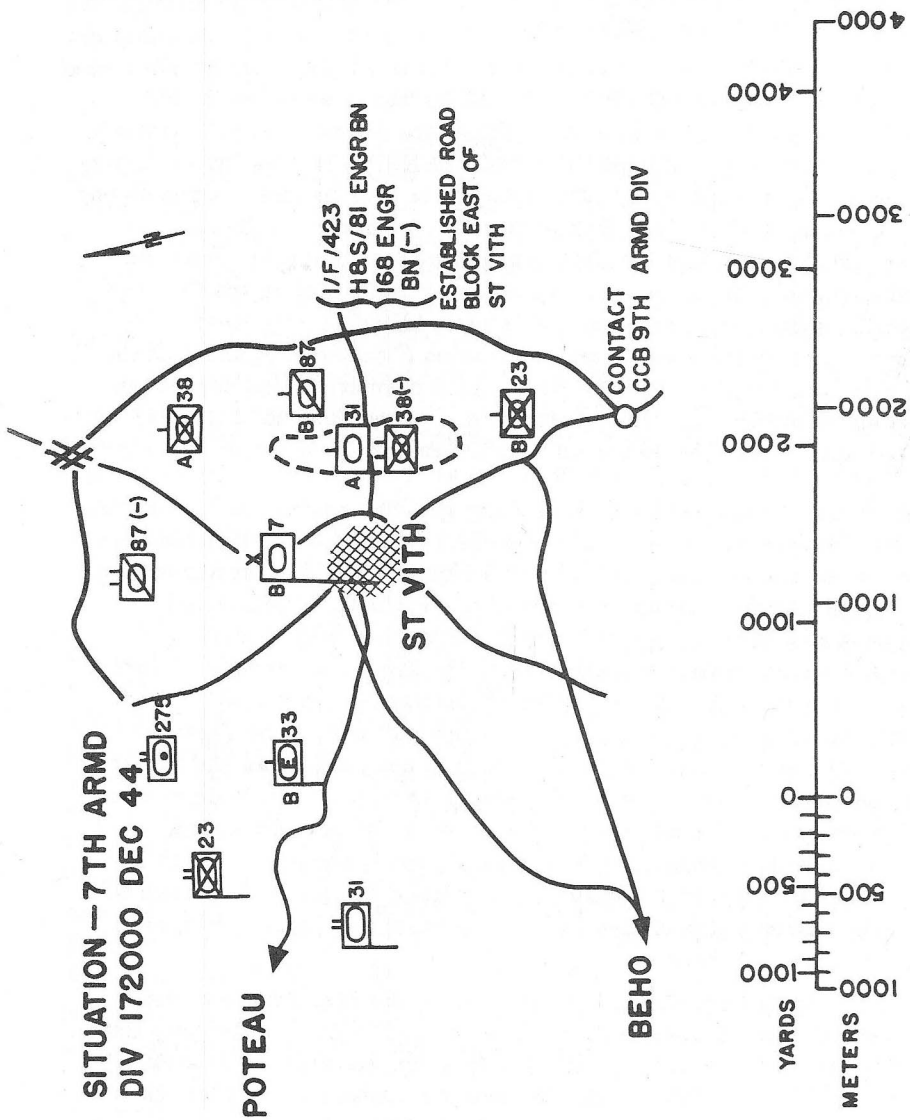 SITUATION — 7TH ARMD
DIV 172000 DEC 44
38
A
87
B
87(-)
1/F/423
H&S/81 ENGR BN
168 ENGR
BN (-)
ESTABLISHED ROAD
BLOCK EAST OF
ST VITH
275
7
B
31
A
38(-)
23
E 33
B
ST VITH
23
B
CONTACT
CCB 9TH ARMD DIV
31
POTEAU
BEHO
N
YARDS
1000 500 0 1000 2000 3000 4000
METERS
1000 500 0 1000 2000 3000 4000